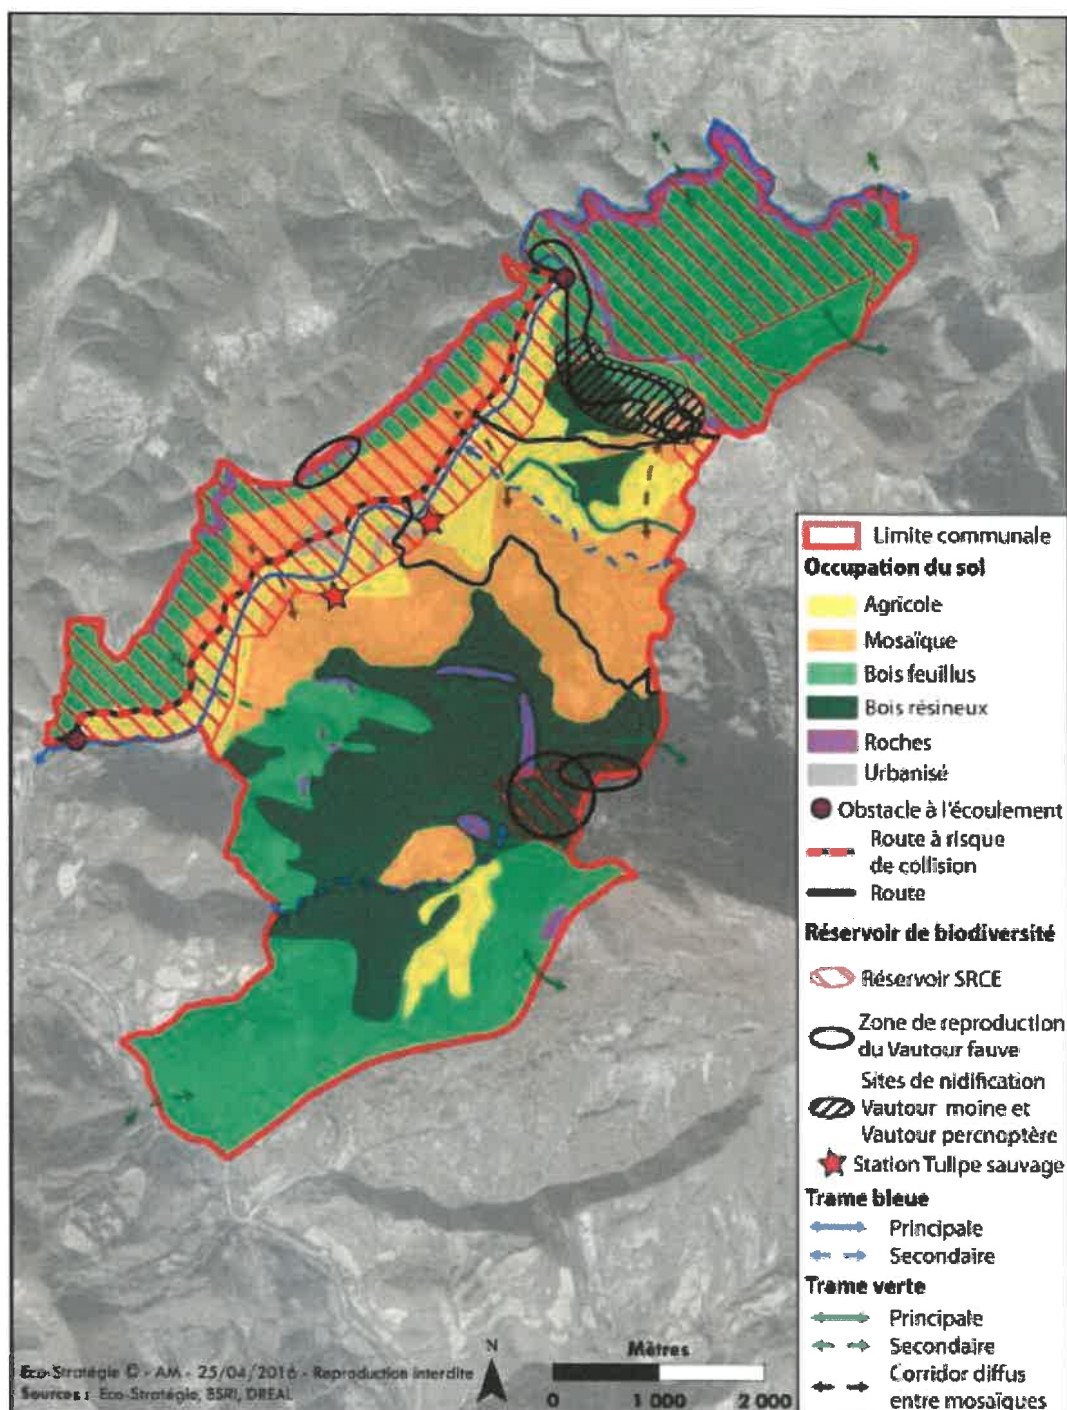 Limite communale
Occupation du sol
Agricole
Mosaïque
Bois feuillus
Bois résineux
Roches
Urbanisé
Obstacle à l'écoulement
Route à risque
de collision
Route
Réservoir de biodiversité
Réservoir SRCE
Zone de reproduction
du Vautour fauve
Sites de nidification
Vautour moine et
Vautour percnoptère
Station Tulipe sauvage
Trame bleue
Principale
Secondaire
Trame verte
Principale
Secondaire
Corridor diffus
entre mosaïques
N
Mètres
0 1 000 2 000
Eco-Stratégie © - AM - 25/04/2016 - Reproduction interdite
Sources : Eco-Stratégie, BSRI, DREAL